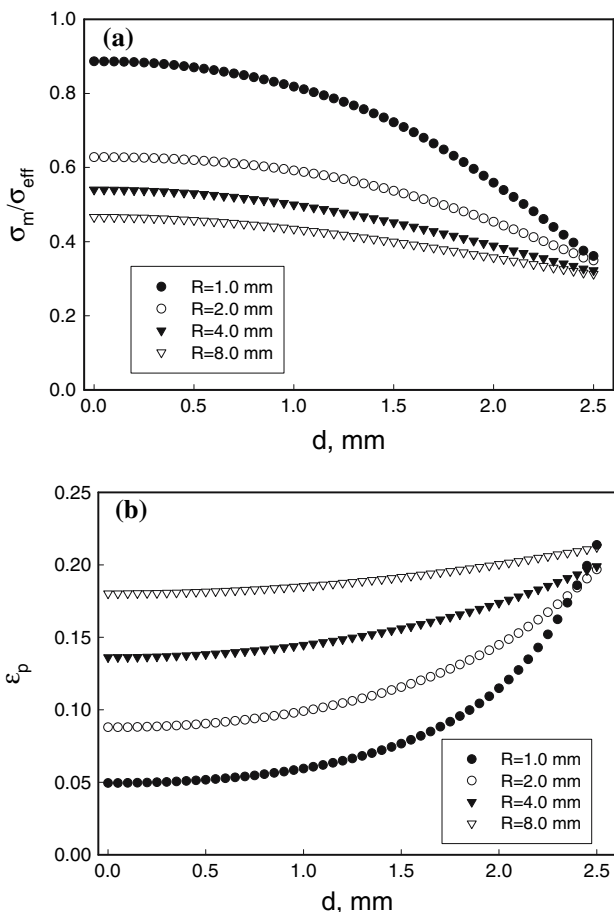 (a)
1.0
0.8
0.6
0.4
0.2
0.0
σm/σeff
R=1.0 mm
R=2.0 mm
R=4.0 mm
R=8.0 mm
0.0 0.5 1.0 1.5 2.0 2.5
d, mm
(b)
0.25
0.20
0.15
0.10
0.05
0.00
εp
R=1.0 mm
R=2.0 mm
R=4.0 mm
R=8.0 mm
0.0 0.5 1.0 1.5 2.0 2.5
d, mm